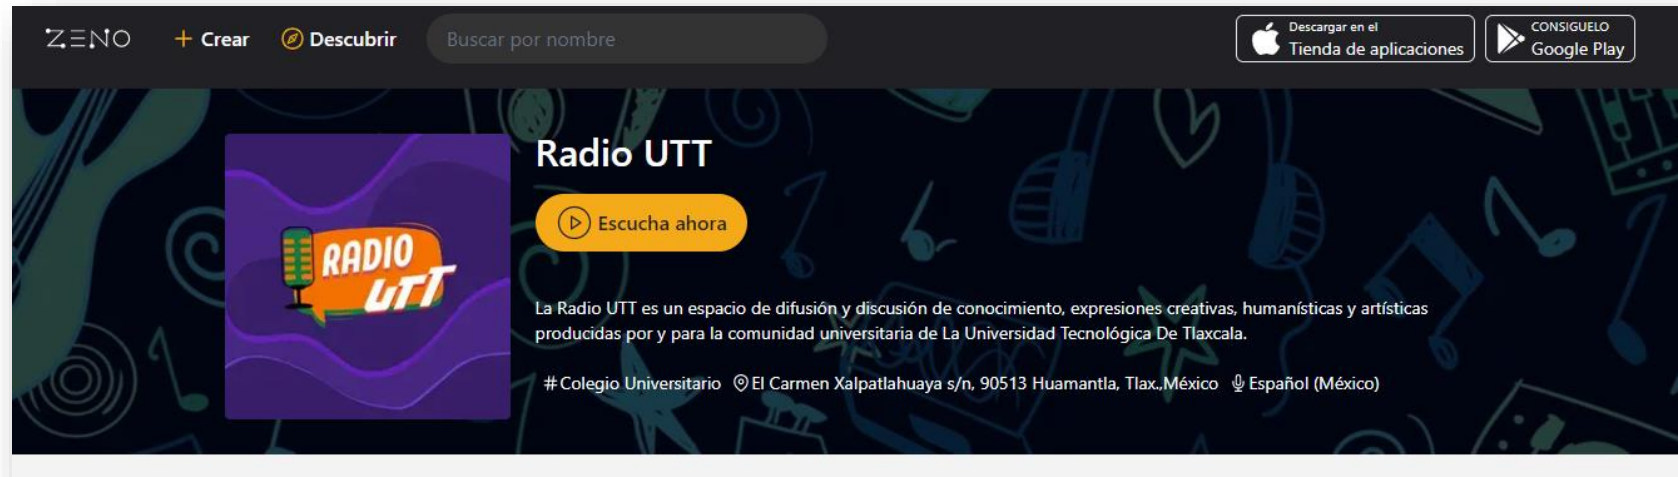 ZENO
+ Crear
Descubrir
Buscar por nombre
Descargar en el
Tienda de aplicaciones
CONSIGUELO
Google Play
Radio UTT
Escucha ahora
RADIO
UTT
La Radio UTT es un espacio de difusión y discusión de conocimiento, expresiones creativas, humanísticas y artísticas
producidas por y para la comunidad universitaria de La Universidad Tecnológica De Tlaxcala.
#Colegio Universitario El Carmen Xalpatlahuaya s/n, 90513 Huamantla, Tlax.,México Español (México)